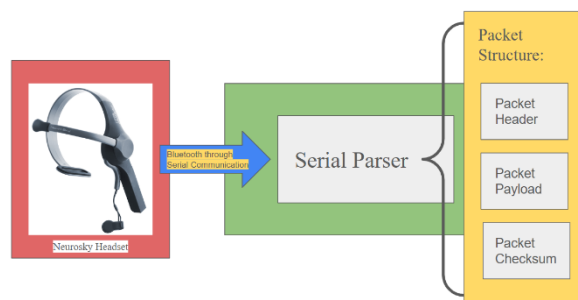 Neurosky Headset
Bluetooth through
Serial Communication
Serial Parser
Packet
Structure:
Packet
Header
Packet
Payload
Packet
Checksum